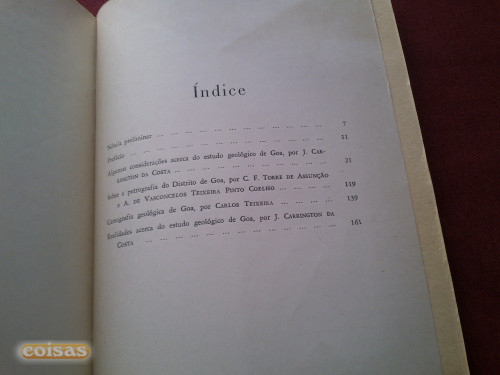 Índice
Notícia preliminar ... ... ... ... ... ... ... ... ... 7
Prefácio ... ... ... ... ... ... ... ... ... ... 11
Algumas considerações acerca do estudo geológico de Goa, por J. CAR-
RINGTON DA COSTA ... ... ... ... ... ... ... ... 21
Sobre a petrografia do Distrito de Goa, por C. F. TORRE DE ASSUNÇÃO
e A. DE VASCONCELOS TEIXEIRA PINTO COELHO ... ... ... ... 119
Cartografia geológica de Goa, por CARLOS TEIXEIRA ... ... ... ... 139
Realidades acerca do estudo geológico de Goa, por J. CARRINGTON DA
COSTA ... ... ... ... ... ... ... ... ... 161
coisas